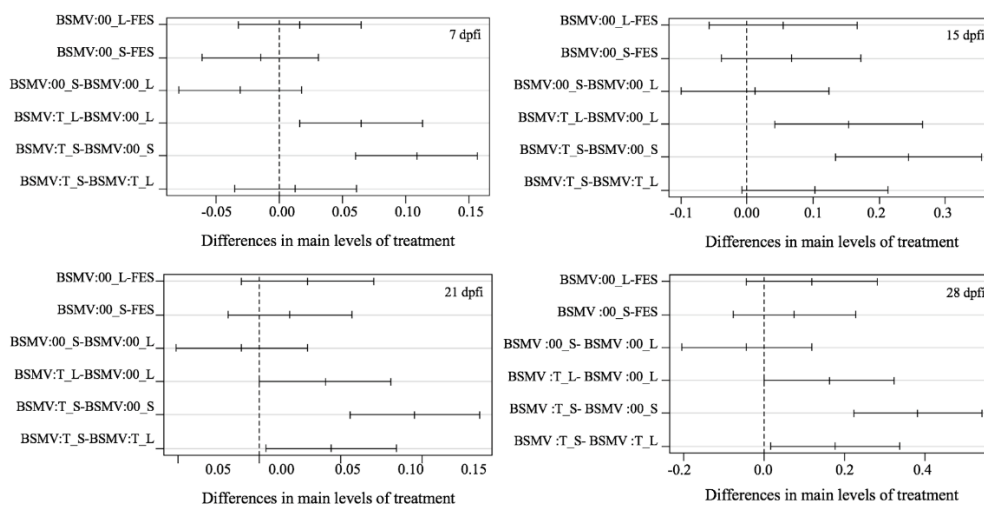 BSMV:00_L-FES
7 dpfi
BSMV:00_S-FES
BSMV:00_S-BSMV:00_L
BSMV:T_L-BSMV:00_L
BSMV:T_S-BSMV:00_S
BSMV:T_S-BSMV:T_L
-0.05 0.00 0.05 0.10 0.15
Differences in main levels of treatment
BSMV:00_L-FES
15 dpfi
BSMV:00_S-FES
BSMV:00_S-BSMV:00_L
BSMV:T_L-BSMV:00_L
BSMV:T_S-BSMV:00_S
BSMV:T_S-BSMV:T_L
-0.1 0.0 0.1 0.2 0.3
Differences in main levels of treatment
BSMV:00_L-FES
21 dpfi
BSMV:00_S-FES
BSMV:00_S-BSMV:00_L
BSMV:T_L-BSMV:00_L
BSMV:T_S-BSMV:00_S
BSMV:T_S-BSMV:T_L
0.05 0.00 0.05 0.10 0.15
Differences in main levels of treatment
BSMV:00_L-FES
28 dpfi
BSMV :00_S-FES
BSMV :00_S- BSMV :00_L
BSMV :T_L- BSMV :00_L
BSMV :T_S- BSMV :00_S
BSMV :T_S- BSMV :T_L
-0.2 0.0 0.2 0.4
Differences in main levels of treatment